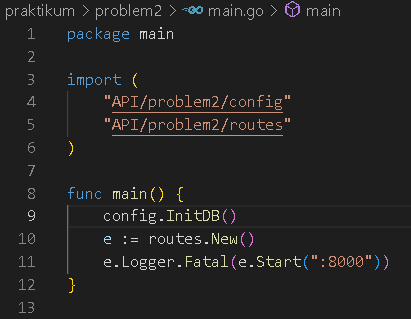 praktikum > problem2 > main.go > main
1 package main
2
3 import (
4     "API/problem2/config"
5     "API/problem2/routes"
6 )
7
8 func main() {
9     config.InitDB()
10     e := routes.New()
11     e.Logger.Fatal(e.Start(":8000"))
12 }
13